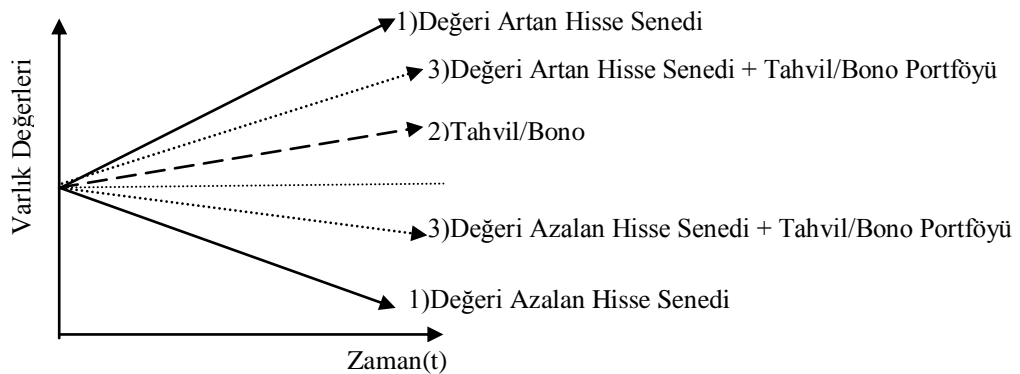 1)Değeri Artan Hisse Senedi
3)Değeri Artan Hisse Senedi + Tahvil/Bono Portföyü
2)Tahvil/Bono
3)Değeri Azalan Hisse Senedi + Tahvil/Bono Portföyü
1)Değeri Azalan Hisse Senedi
Varlık Değerleri
Zaman(t)